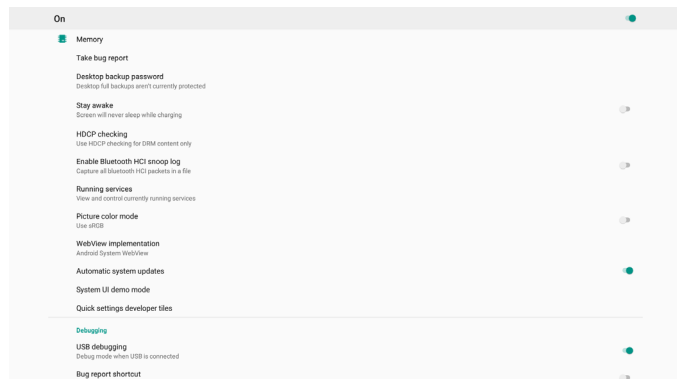 On
Memory
Take bug report
Desktop backup password
Desktop full backups aren't currently protected
Stay awake
Screen will never sleep while charging
HDCP checking
Use HDCP checking for DRM content only
Enable Bluetooth HCI snoop log
Capture all bluetooth HCI packets in a file
Running services
View and control currently running services
Picture color mode
Use sRGB
WebView implementation
Android System WebView
Automatic system updates
System UI demo mode
Quick settings developer tiles
Debugging
USB debugging
Debug mode when USB is connected
Bug report shortcut